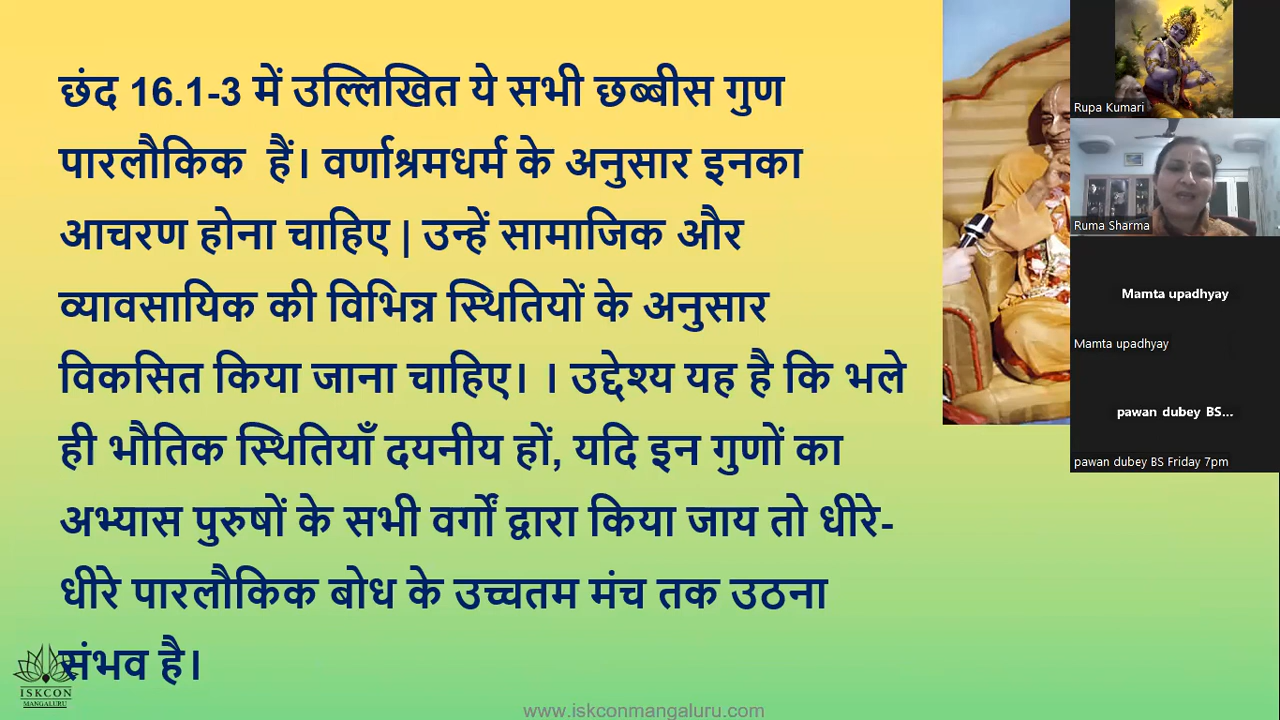 छंद 16.1-3 में उल्लिखित ये सभी छब्बीस गुण
पारलौकिक हैं। वर्णाश्रमधर्म के अनुसार इनका
आचरण होना चाहिए | उन्हें सामाजिक और
व्यावसायिक की विभिन्न स्थितियों के अनुसार
विकसित किया जाना चाहिए। । उद्देश्य यह है कि भले
ही भौतिक स्थितियाँ दयनीय हों, यदि इन गुणों का
अभ्यास पुरुषों के सभी वर्गों द्वारा किया जाय तो धीरे-
धीरे पारलौकिक बोध के उच्चतम मंच तक उठना
संभव है।
ISKCON
MANGALURU
www.iskconmangaluru.com
Rupa Kumari
Ruma Sharma
Mamta upadhyay
Mamta upadhyay
pawan dubey BS...
pawan dubey BS Friday 7pm